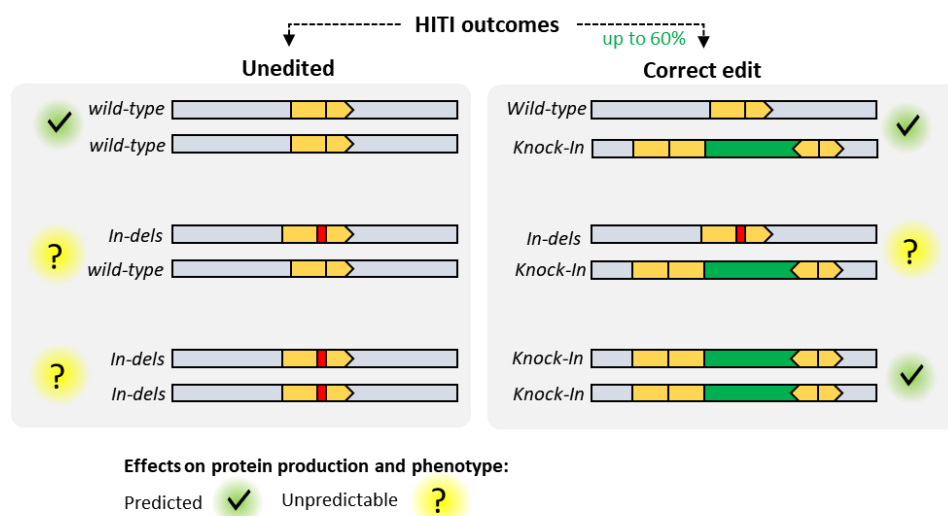 HITI outcomes
up to 60%
Unedited
Correct edit
wild-type
wild-type
In-dels
wild-type
In-dels
In-dels
?
?
Wild-type
Knock-In
In-dels
Knock-In
Knock-In
Knock-In
?
Effects on protein production and phenotype:
Predicted
Unpredictable ?